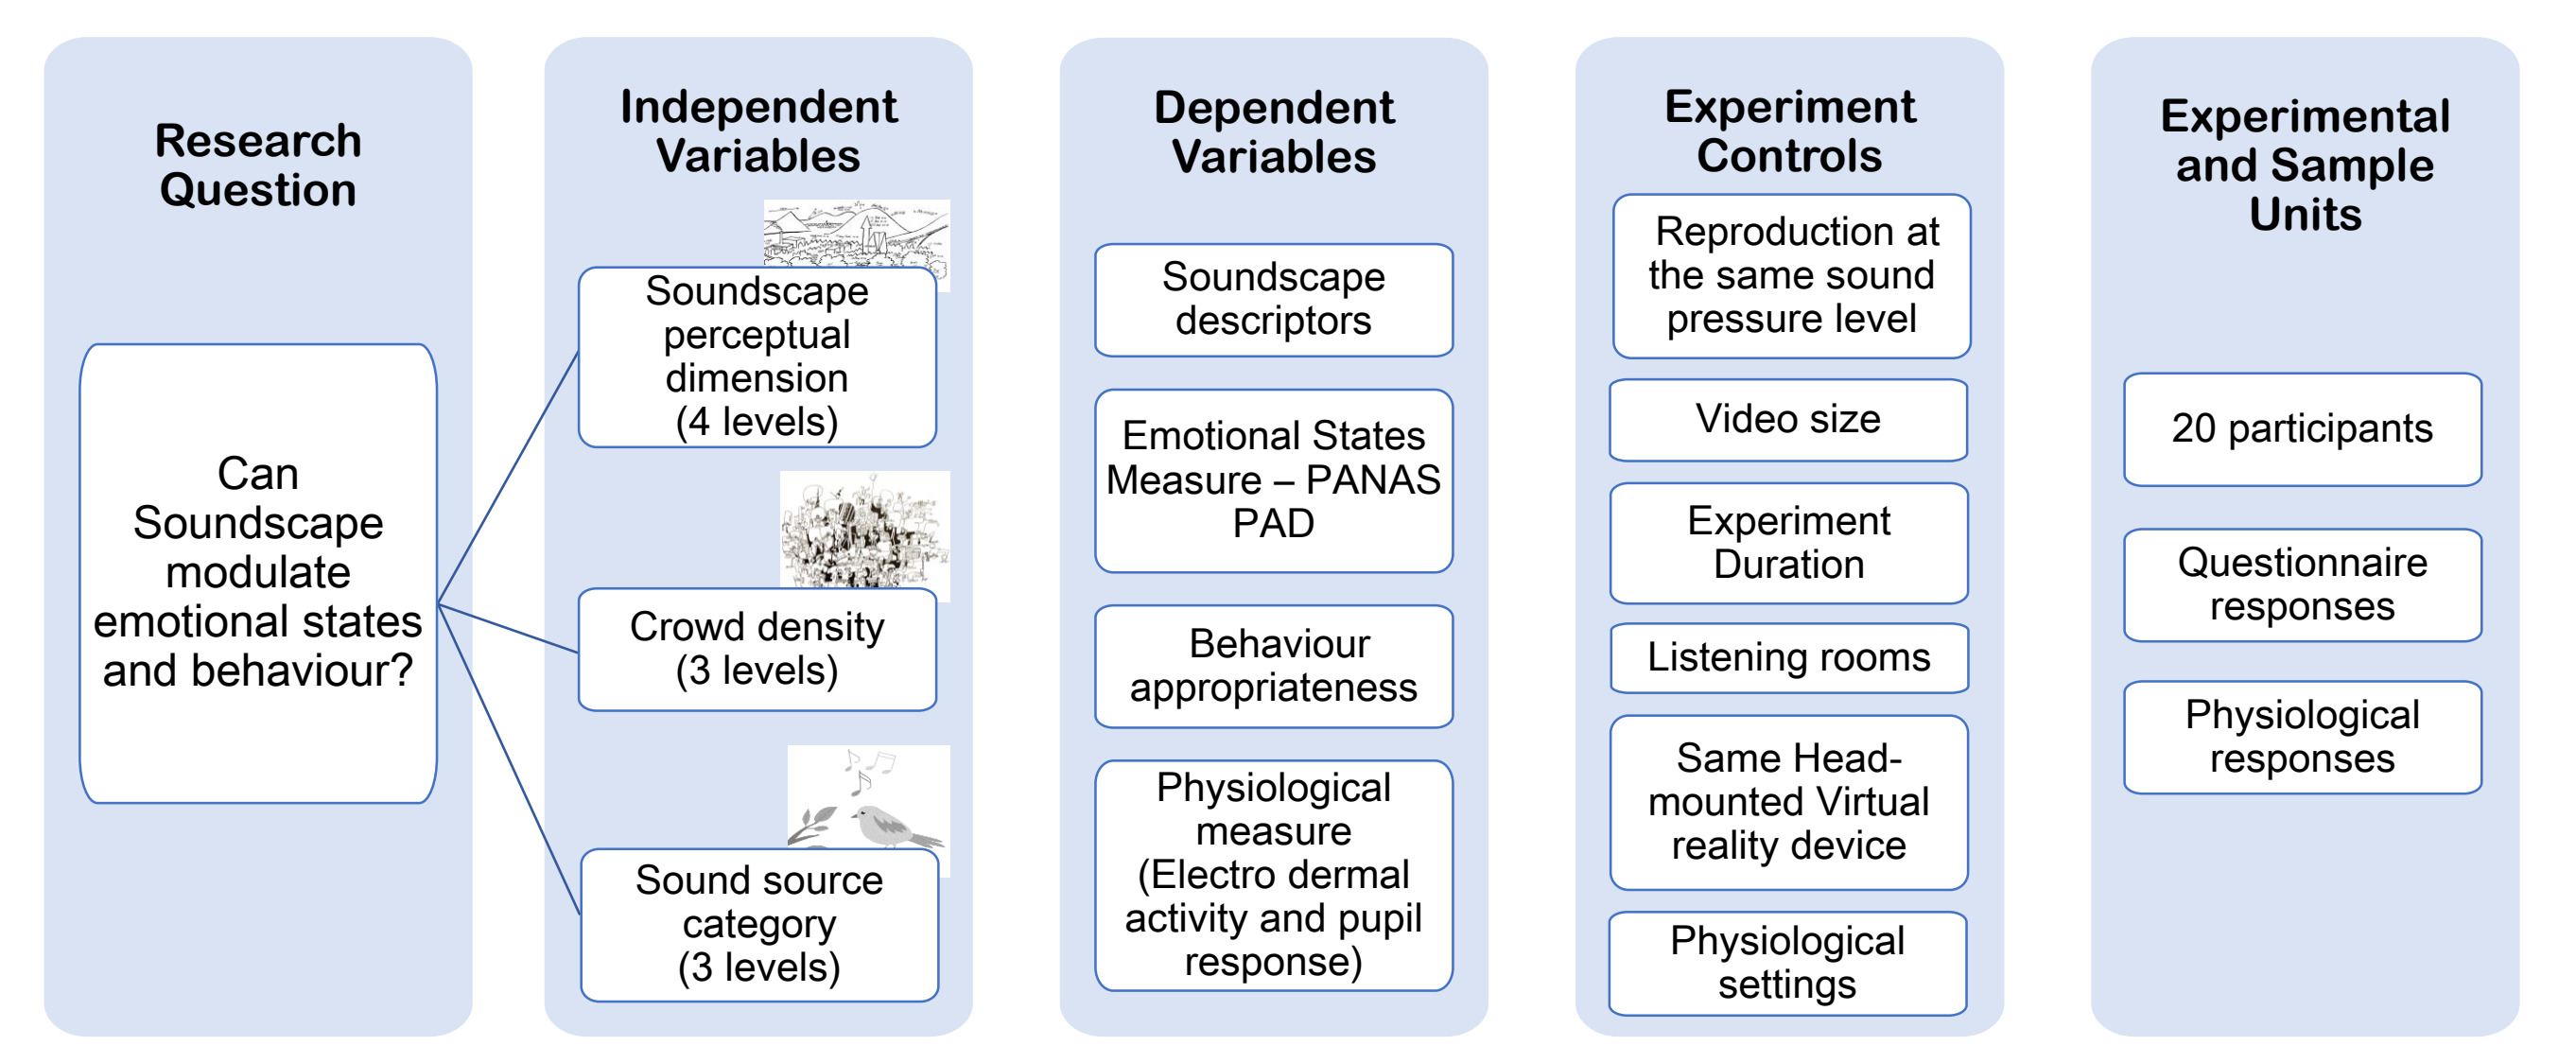 Research
Question
Can
Soundscape
modulate
emotional states
and behaviour?
Independent
Variables
Soundscape
perceptual
dimension
(4 levels)
Crowd density
(3 levels)
Sound source
category
(3 levels)
Dependent
Variables
Soundscape
descriptors
Emotional States
Measure – PANAS
PAD
Behaviour
appropriateness
Physiological
measure
(Electro dermal
activity and pupil
response)
Experiment
Controls
Reproduction at
the same sound
pressure level
Video size
Experiment
Duration
Listening rooms
Same Head-
mounted Virtual
reality device
Physiological
settings
Experimental
and Sample
Units
20 participants
Questionnaire
responses
Physiological
responses